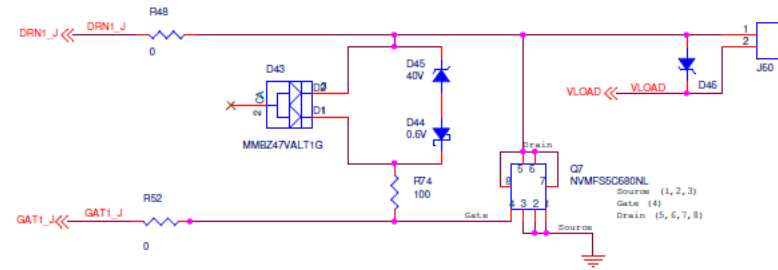 R48
DRN1_J
DRN1_J
0
1
2
J60
D43
D45
40V
D46
VLOAD
VLOAD
CA
2
D1
D44
0.6V
MMBZ47VALT1G
Drain
5 6
8
7
4 3 2 1
Q7
NVMFS5C680NL
Source (1,2,3)
Gate (4)
Drain (5,6,7,8)
R74
100
R52
GAT1_J
GAT1_J
0
Gate
Source